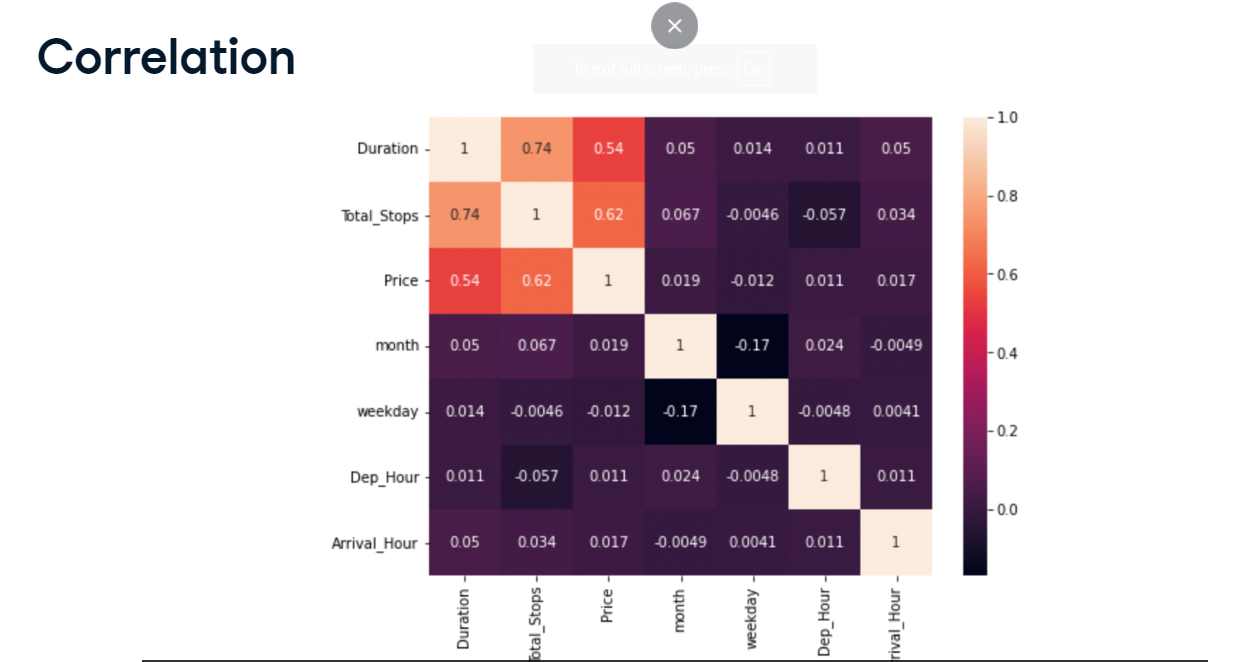 Correlation
To exit full screen, press Esc
1.0
Duration 1 0.74 0.54 0.05 0.014 0.011 0.05
0.8
Total_Stops 0.74 1 0.62 0.067 -0.0046 -0.057 0.034
Price 0.54 0.62 1 0.019 -0.012 0.011 0.017
0.6
month 0.05 0.067 0.019 1 -0.17 0.024 -0.0049
0.4
weekday 0.014 -0.0046 -0.012 -0.17 1 -0.0048 0.0041
0.2
Dep_Hour 0.011 -0.057 0.011 0.024 -0.0048 1 0.011
0.0
Arrival_Hour 0.05 0.034 0.017 -0.0049 0.0041 0.011 1
Duration
otal_Stops
Price
month
weekday
Dep_Hour
rival_Hour